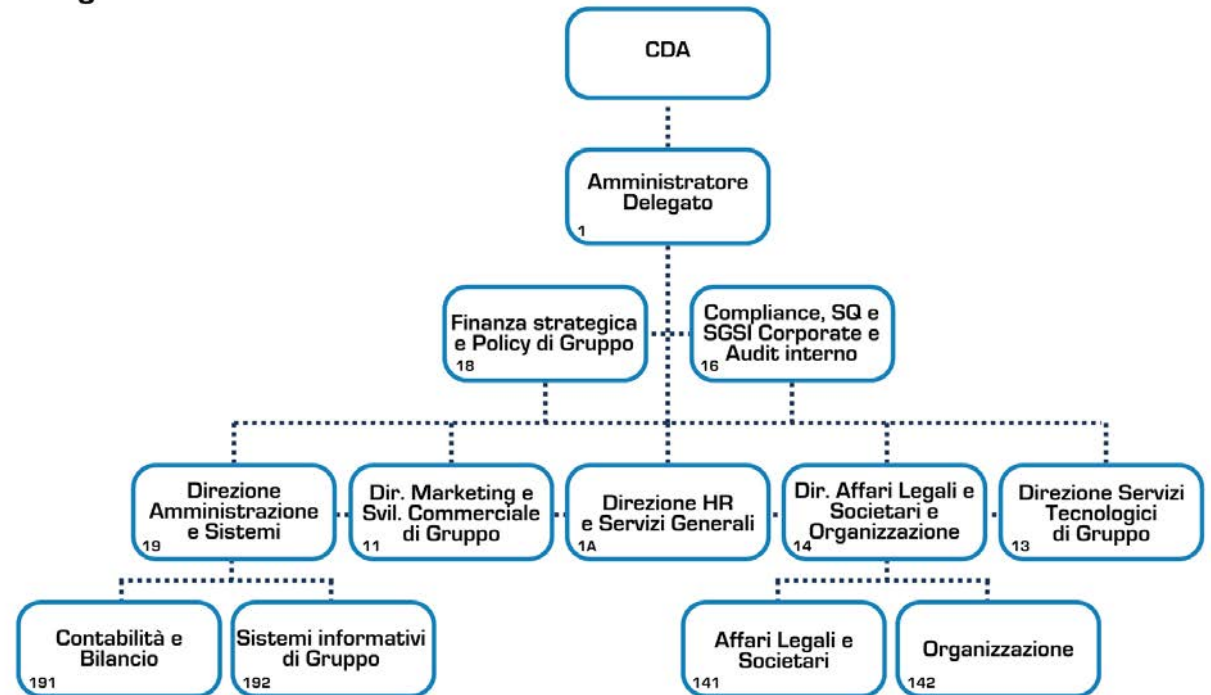 CDA
Amministratore
Delegato
1
Finanza strategica
e Policy di Gruppo
18
Compliance, SQ e
SGSI Corporate e
Audit interno
16
Direzione
Amministrazione
e Sistemi
19
Dir. Marketing e
Svil. Commerciale
di Gruppo
11
Direzione HR
e Servizi Generali
1A
Dir. Affari Legali e
Societari e
Organizzazione
14
Direzione Servizi
Tecnologici
di Gruppo
13
Contabilità e
Bilancio
191
Sistemi informativi
di Gruppo
192
Affari Legali e
Societari
141
Organizzazione
142